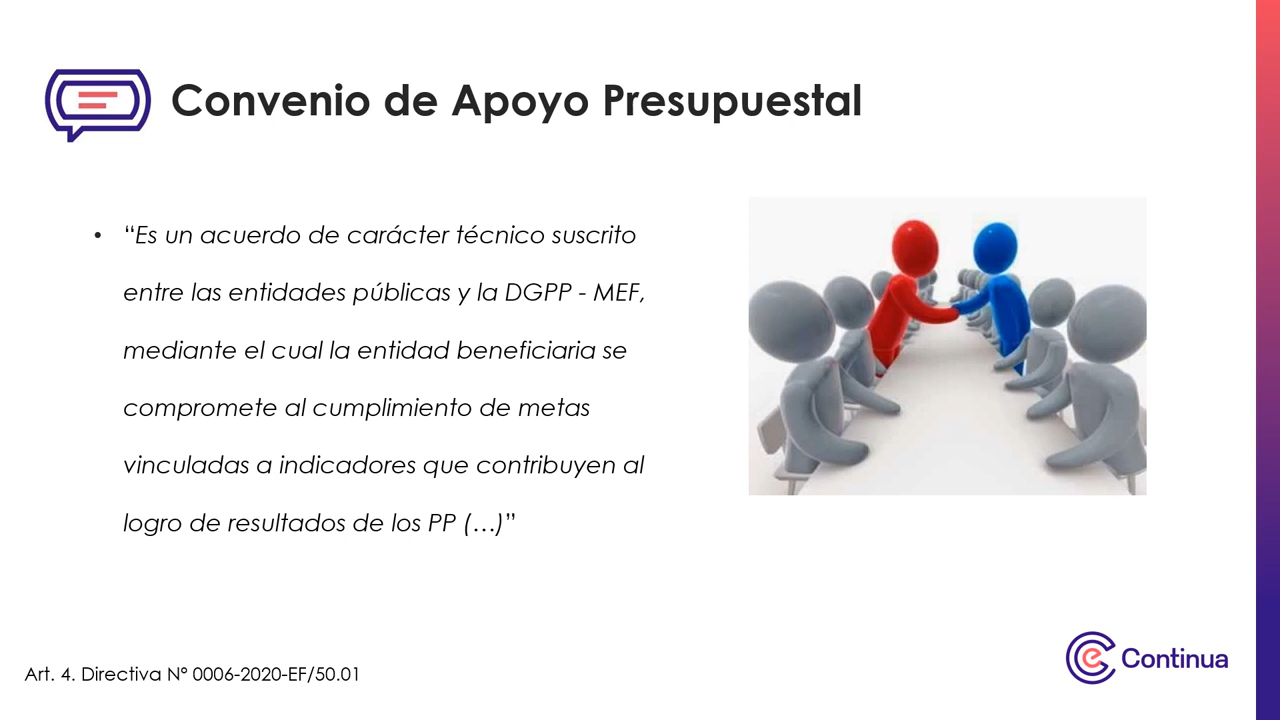 Convenio de Apoyo Presupuestal
• “Es un acuerdo de carácter técnico suscrito
entre las entidades públicas y la DGPP - MEF,
mediante el cual la entidad beneficiaria se
compromete al cumplimiento de metas
vinculadas a indicadores que contribuyen al
logro de resultados de los PP (…)”
Art. 4. Directiva N° 0006-2020-EF/50.01
Continua